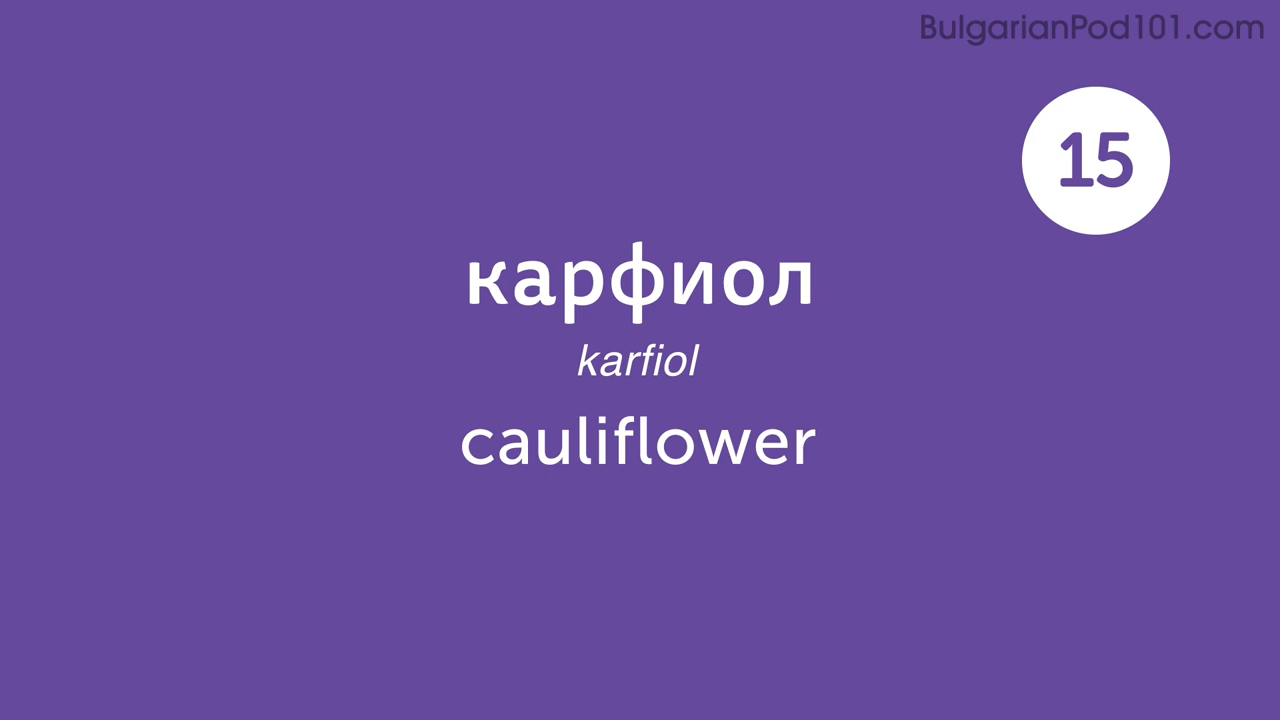 BulgarianPod101.com
15
карфиол
karfiol
cauliflower